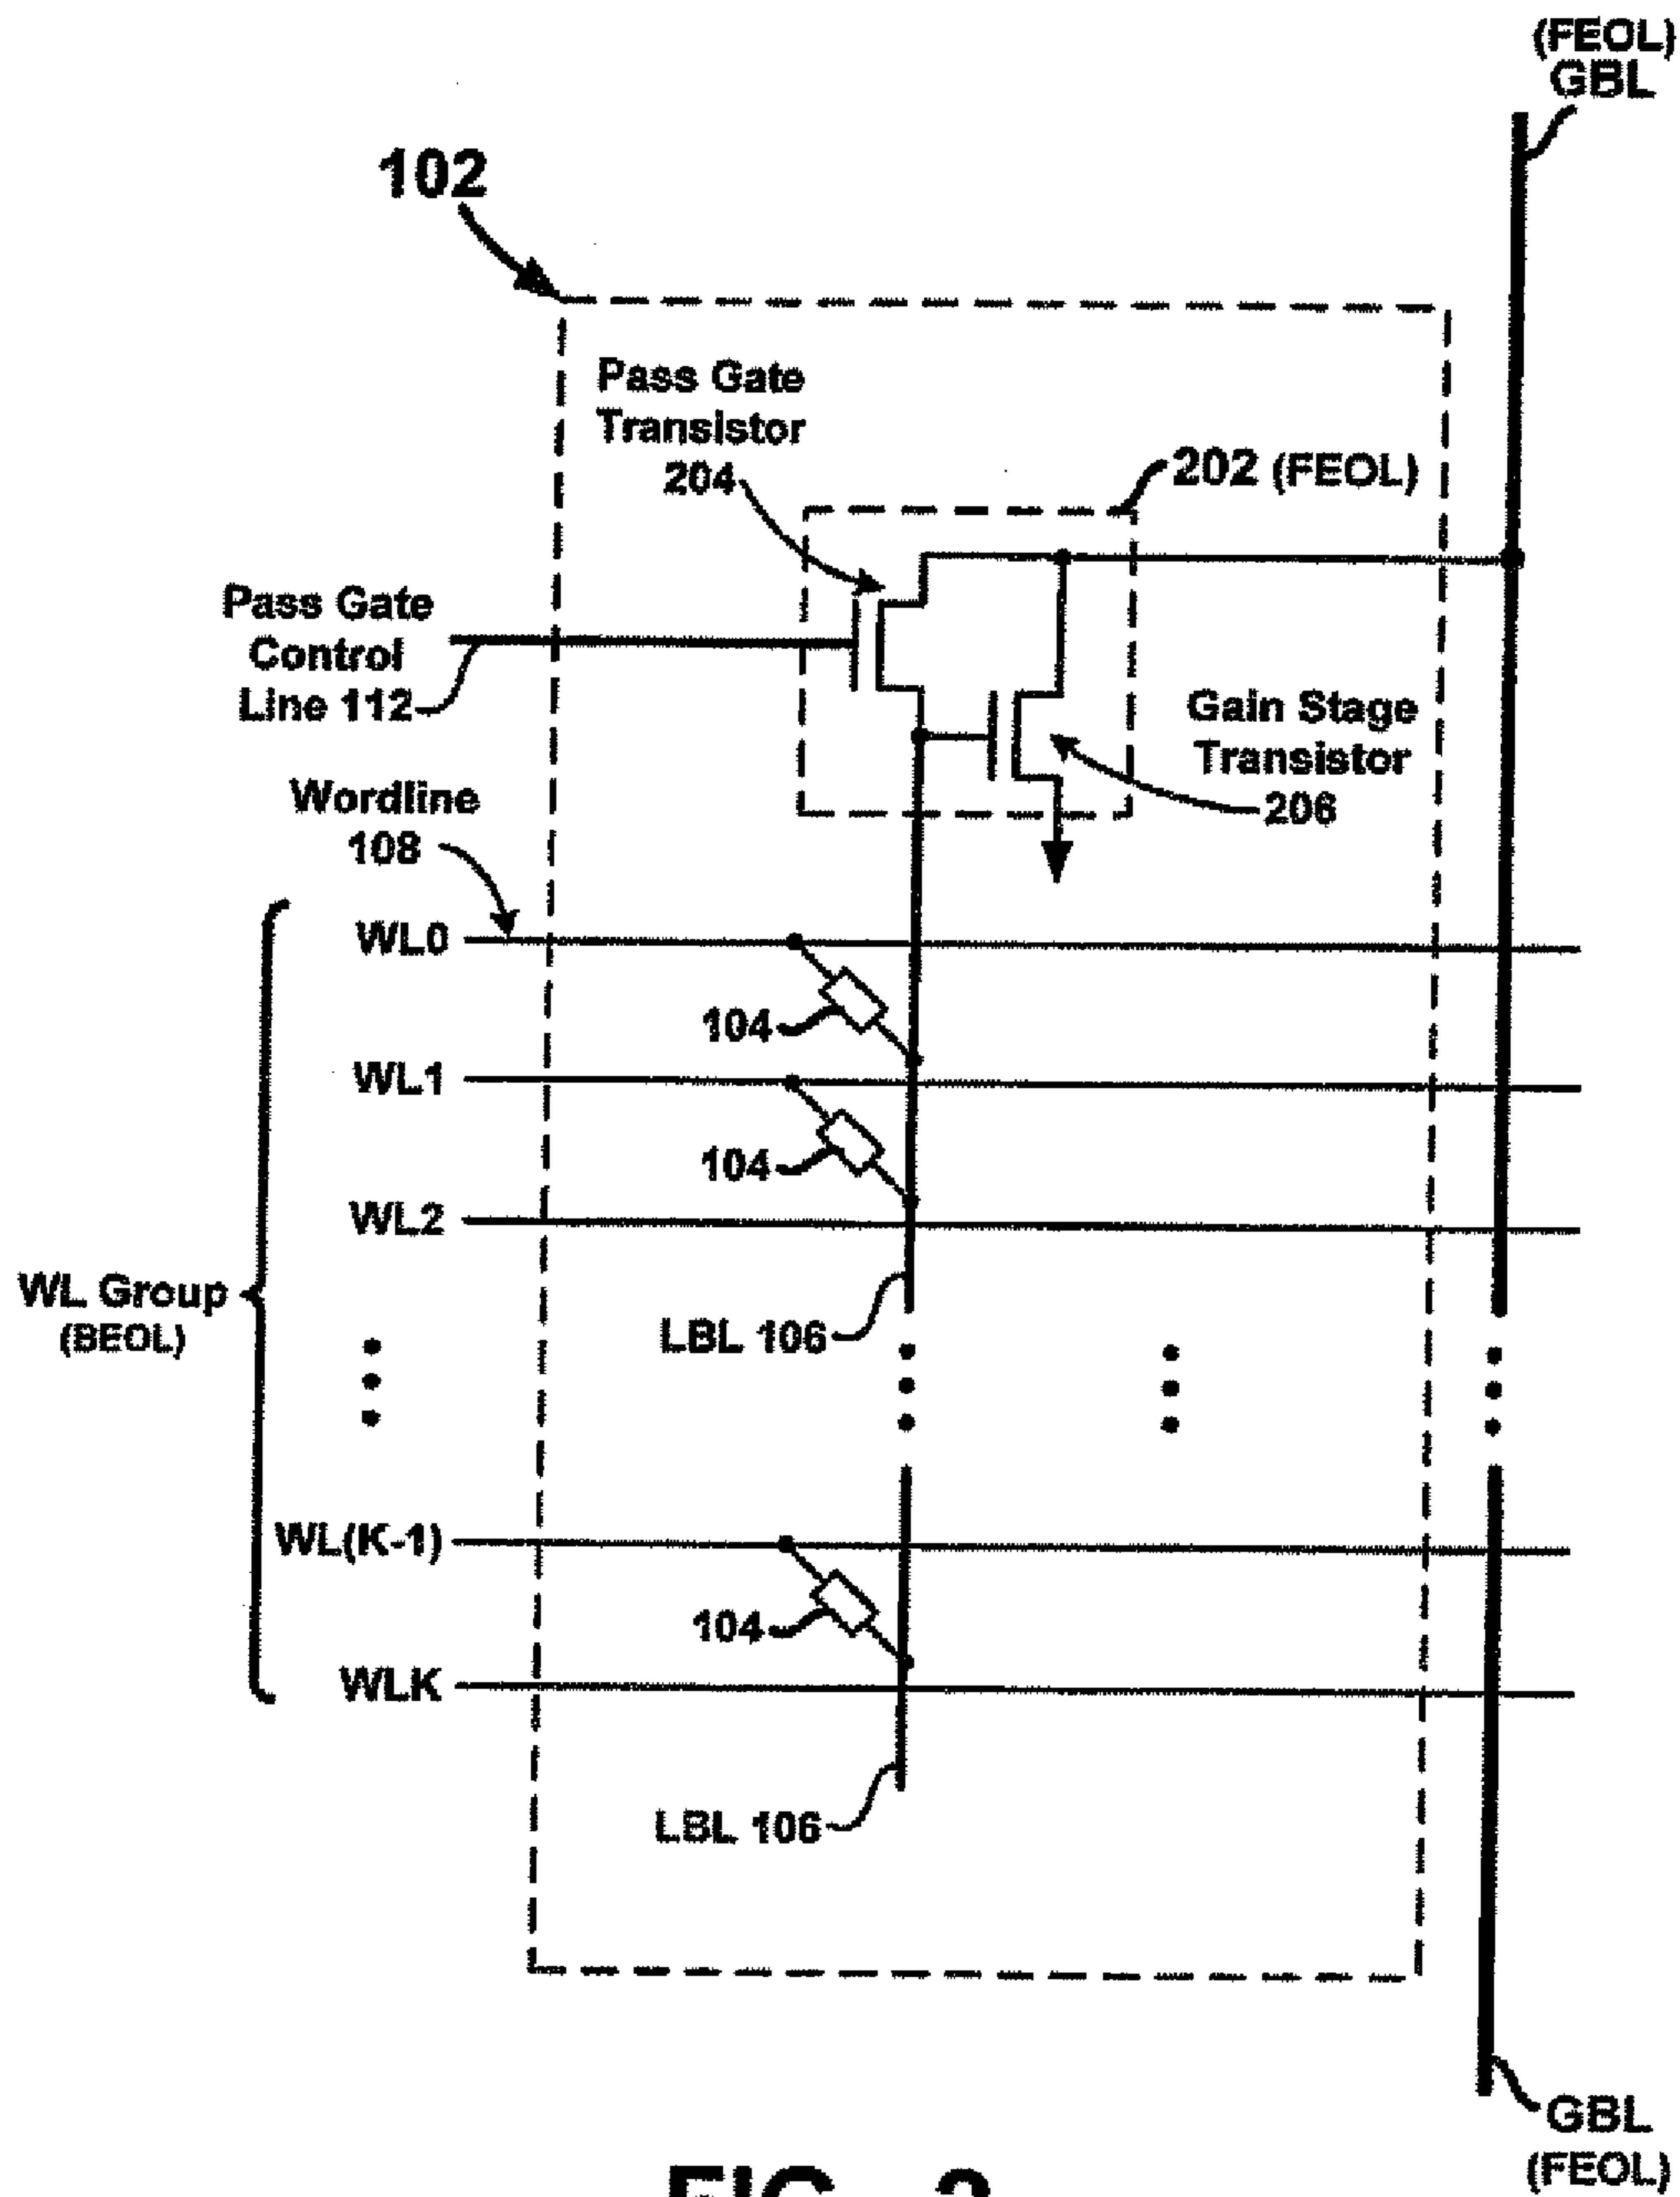 (FEOL)
GBL
102
Pass Gate
Transistor
204
202 (FEOL)
Pass Gate
Control
Line 112
Gain Stage
Transistor
206
Wordline
108
WL0
104
WL1
104
WL2
WL Group
(BEOL)
LBL 106
WL(K-1)
104
WLK
LBL 106
GBL
(FEOL)